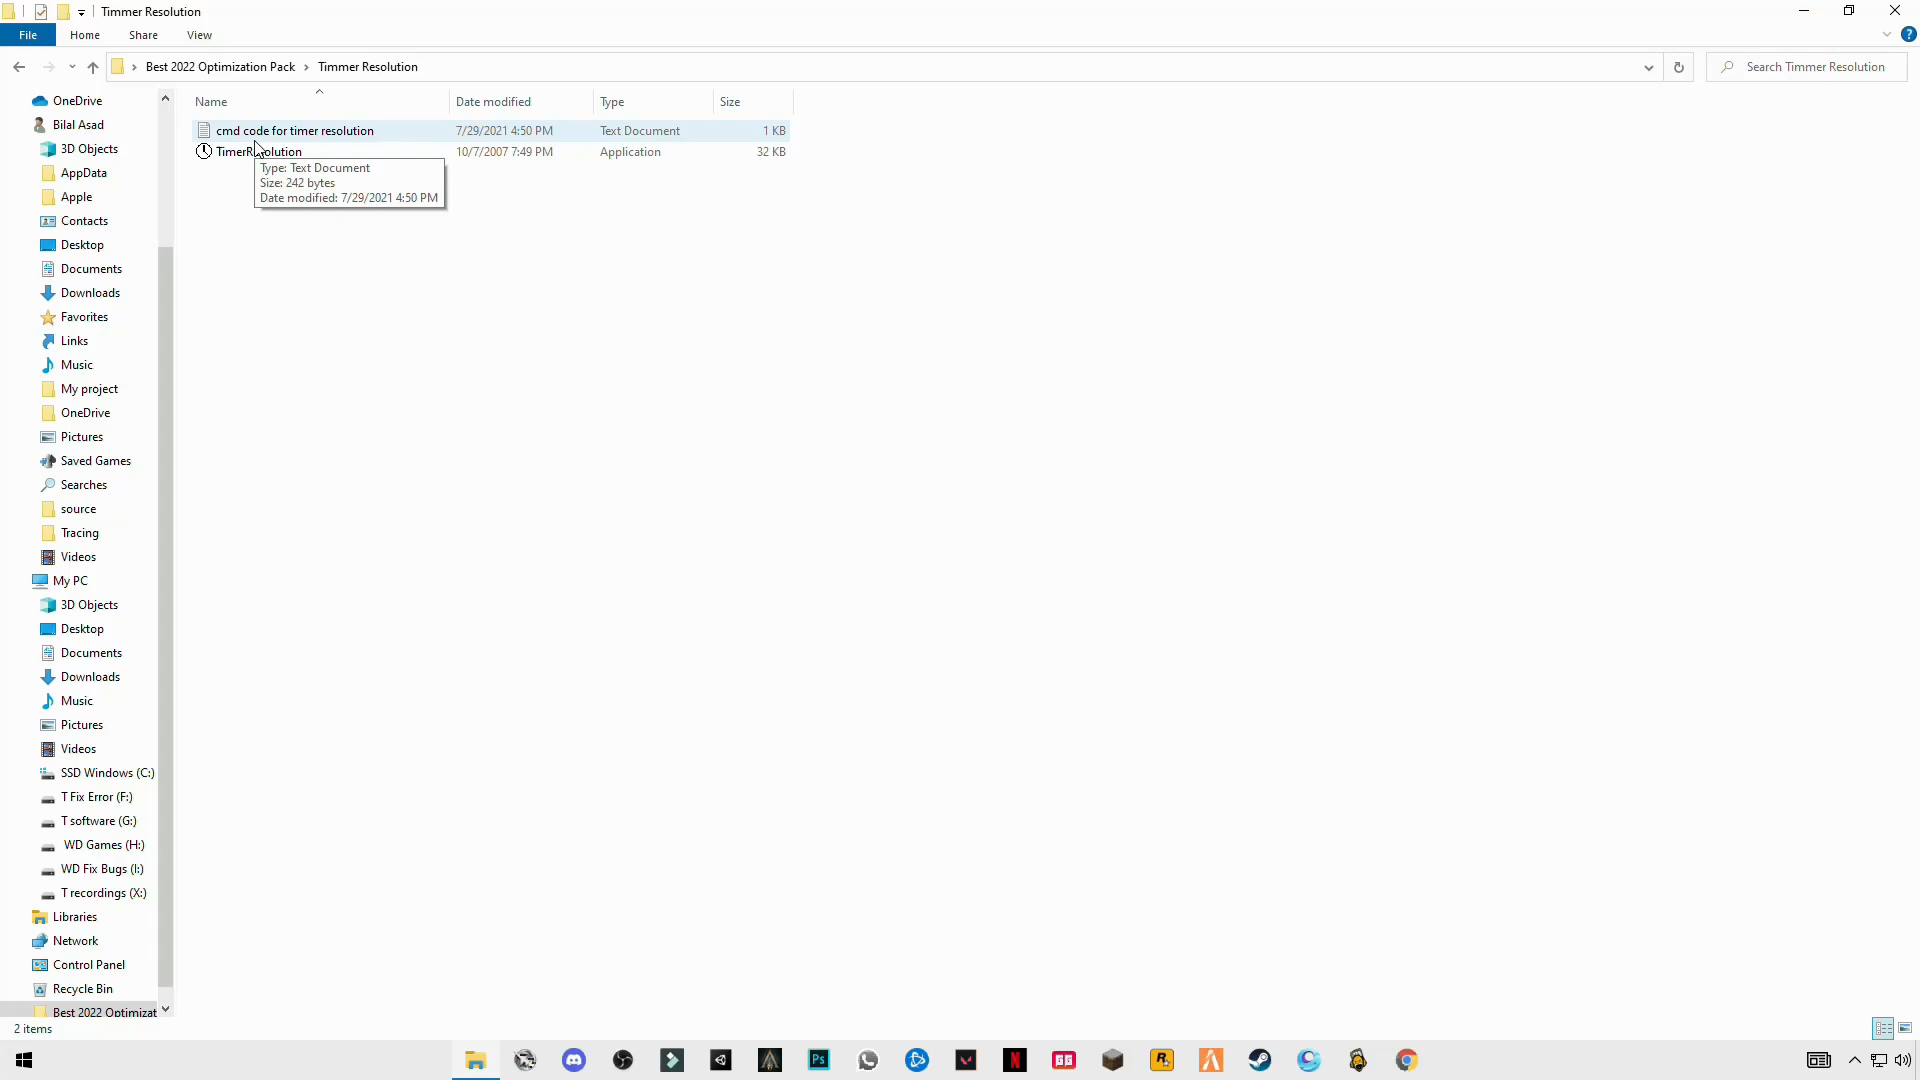 Timmer Resolution
File Home Share View
Best 2022 Optimization Pack Timmer Resolution
Search Timmer Resolution
Name Date modified Type Size
cmd code for timer resolution 7/29/2021 4:50 PM Text Document 1 KB
10/7/2007 7:49 PM Application 32 KB
Type: Text Document
Size: 242 bytes
Date modified: 7/29/2021 4:50 PM
OneDrive
Bilal Asad
3D Objects
AppData
Apple
Contacts
Desktop
Documents
Downloads
Favorites
Links
Music
My project
OneDrive
Pictures
Saved Games
Searches
source
Tracing
Videos
My PC
3D Objects
Desktop
Documents
Downloads
Music
Pictures
Videos
SSD Windows (C:)
T Fix Error (F:)
T software (G:)
WD Games (H:)
WD Fix Bugs (I:)
T recordings (X:)
Libraries
Network
Control Panel
Recycle Bin
Best 2022 Optimizat
2 items
Ps
N
R